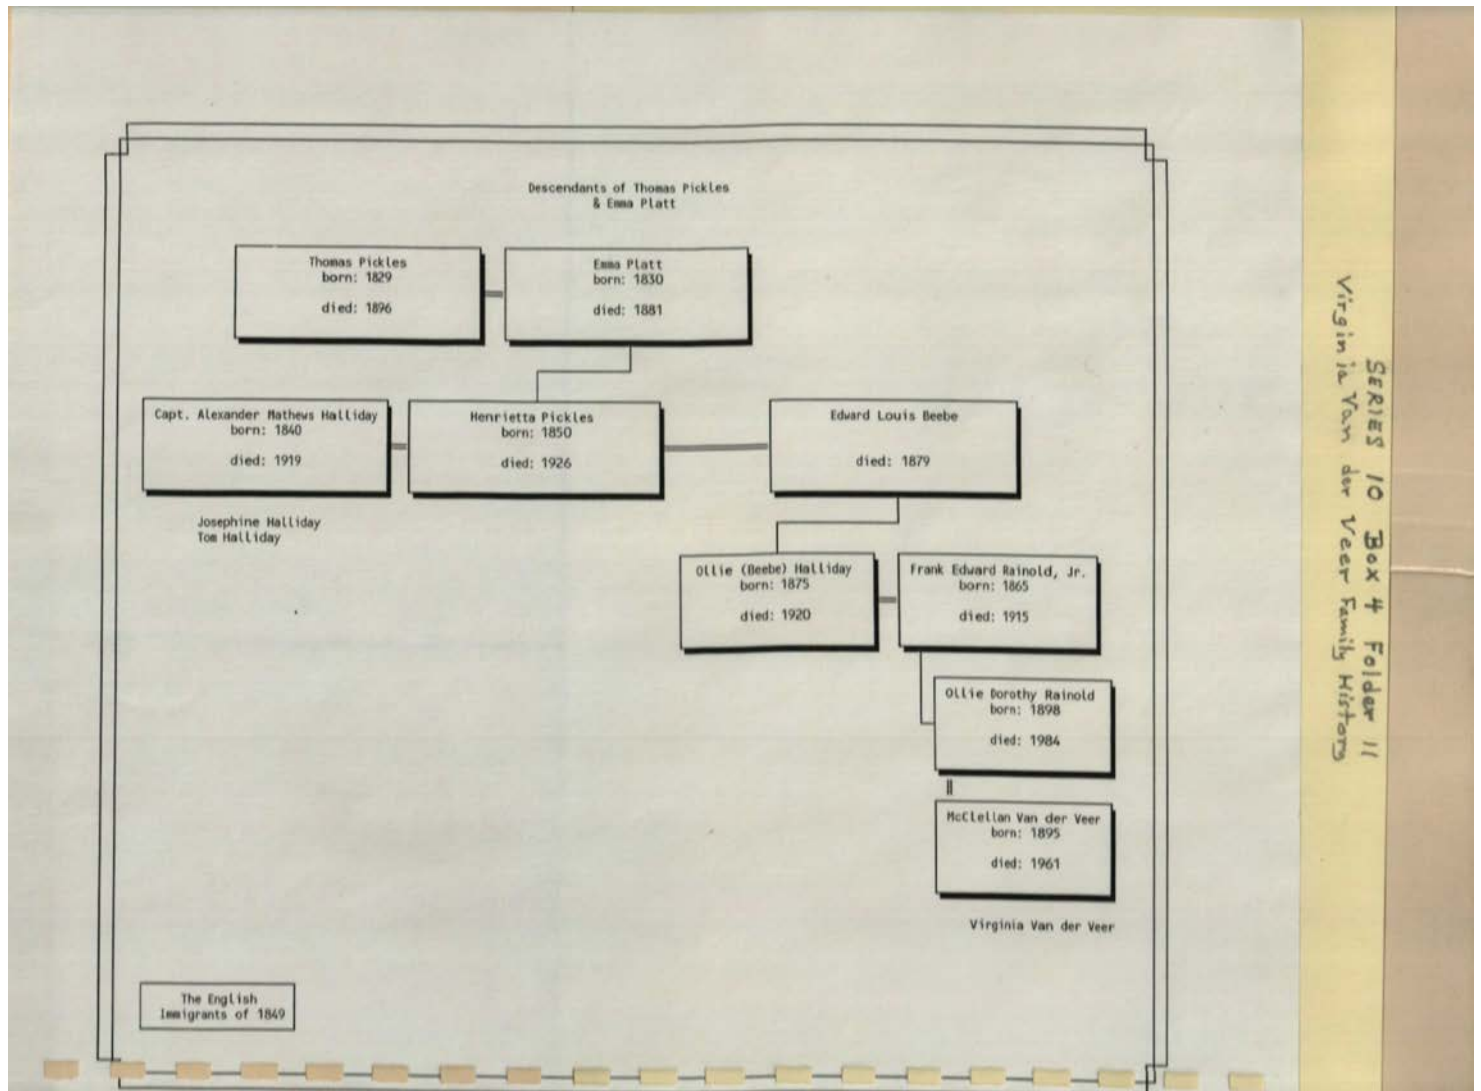 Descendants of Thomas Pickles
& Emma Platt
Thomas Pickles
born: 1829
died: 1896
Emma Platt
born: 1830
died: 1881
Capt. Alexander Mathews Halliday
born: 1840
died: 1919
Henrietta Pickles
born: 1850
died: 1926
Edward Louis Beebe
died: 1879
Josephine Halliday
Tom Halliday
Ollie (Beebe) Halliday
born: 1875
died: 1920
Frank Edward Rainold, Jr.
born: 1865
died: 1915
Ollie Dorothy Rainold
born: 1898
died: 1984
McClellan Van der Veer
born: 1895
died: 1961
Virginia Van der Veer
The English
Immigrants of 1849
SERIES 10 Box 4 Folder 11
Virginia Van der Veer Family History